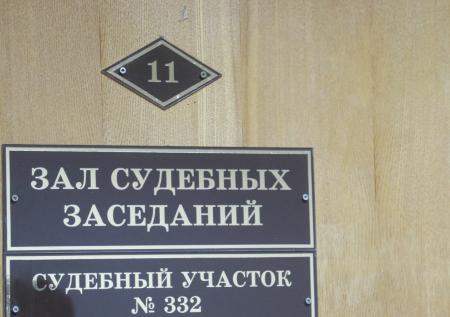 11
ЗАЛ СУДЕБНЫХ
ЗАСЕДАНИЙ
СУДЕБНЫЙ УЧАСТОК
№ 332